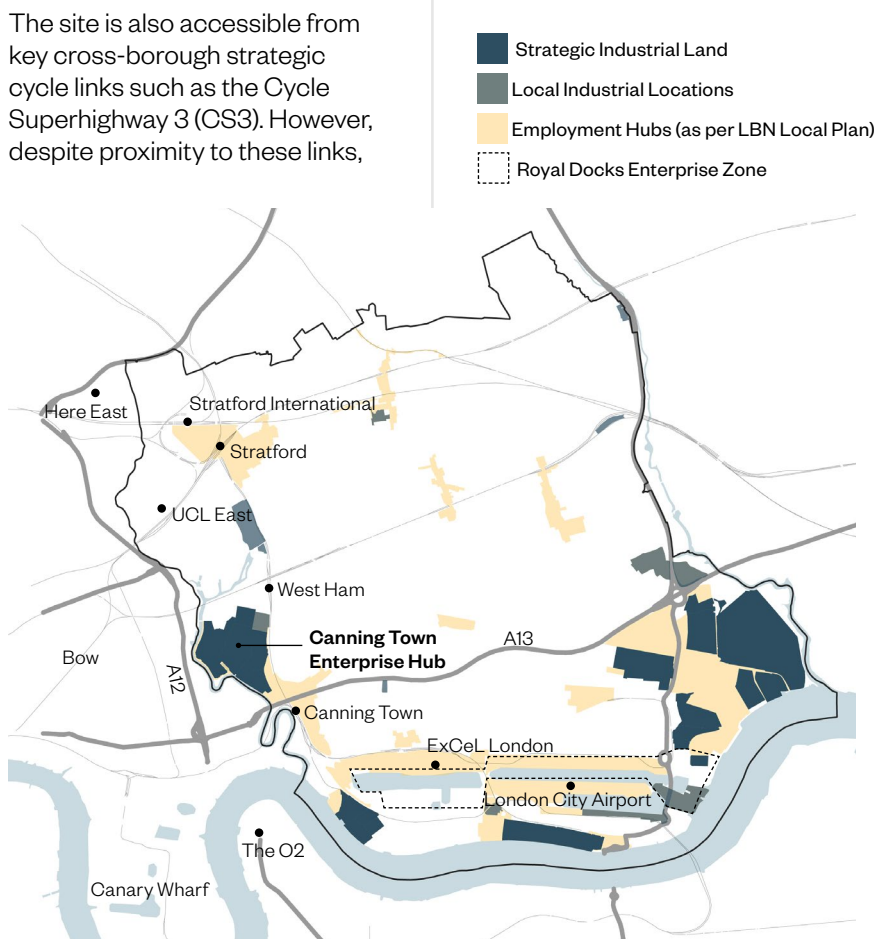 The site is also accessible from
key cross-borough strategic
cycle links such as the Cycle
Superhighway 3 (CS3). However,
despite proximity to these links,
Strategic Industrial Land
Local Industrial Locations
Employment Hubs (as per LBN Local Plan)
Royal Docks Enterprise Zone
Here East
Stratford International
Stratford
UCL East
West Ham
Canning Town
Enterprise Hub
A13
Bow
A12
Canning Town
ExCeL London
London City Airport
The O2
Canary Wharf